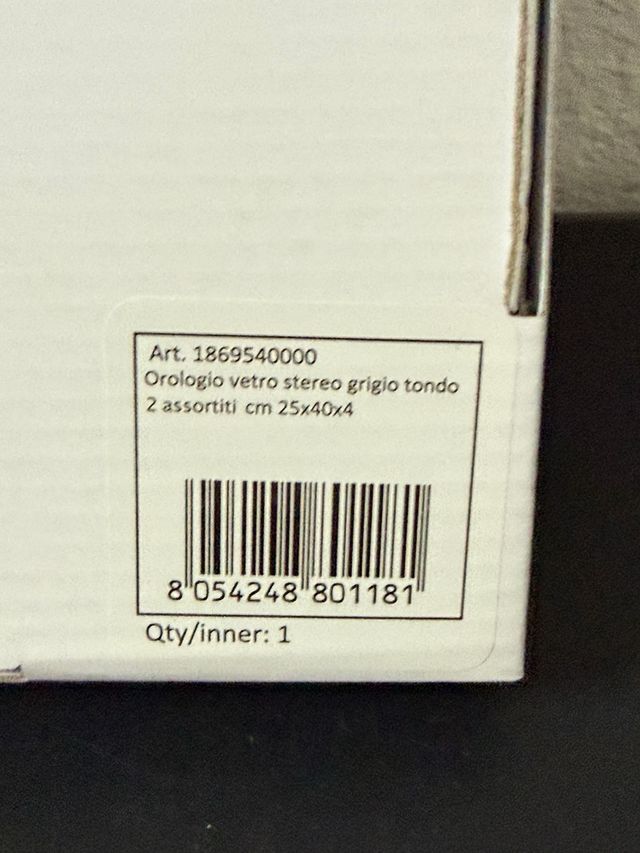 Art. 1869540000
Orologio vetro stereo grigio tondo
2 assortiti cm 25x40x4
8 054248 801181
Qty/inner: 1